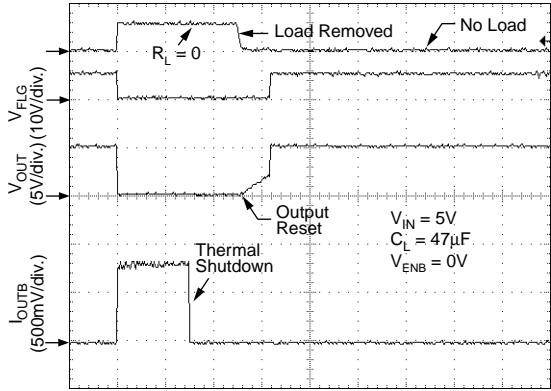 Load Removed
No Load
R_L = 0
V_FLG
(10V/div.)
V_OUT
(5V/div.)
Output
Reset
V_IN = 5V
C_L = 47µF
V_ENB = 0V
Thermal
Shutdown
I_OUTB
(500mV/div.)